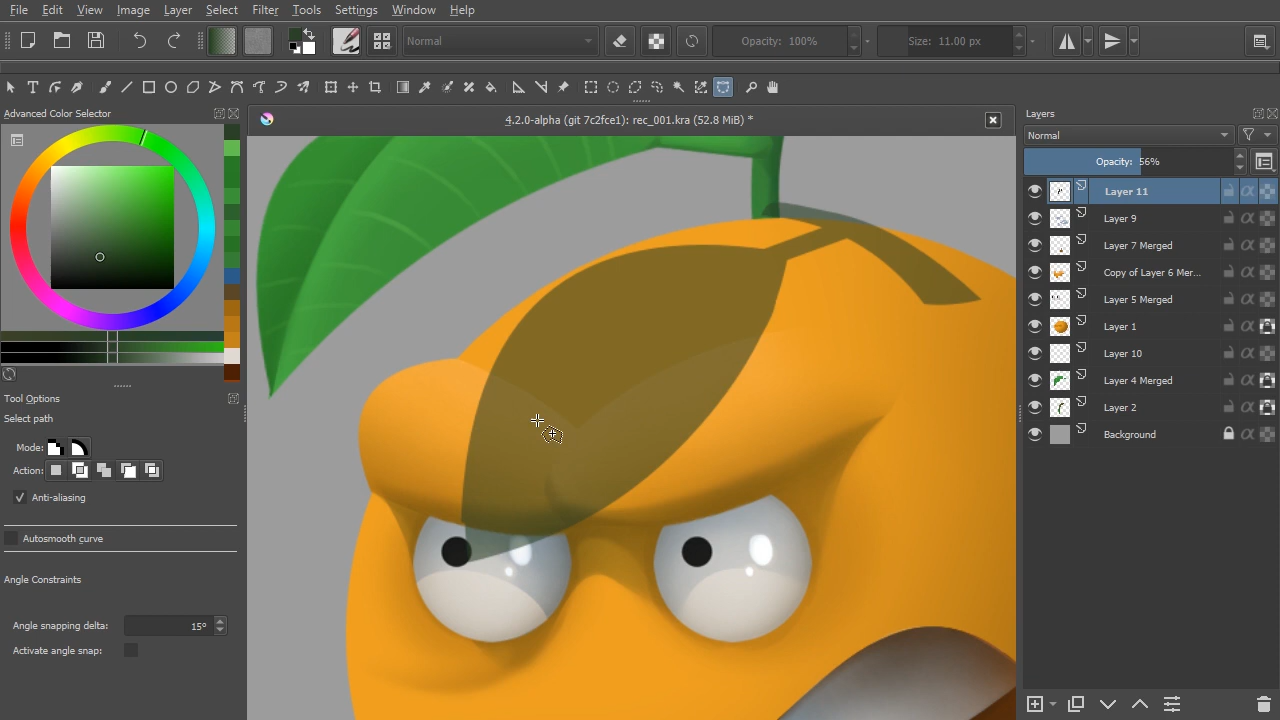 File Edit View Image Layer Select Filter Tools Settings Window Help
Normal Opacity: 100% Size: 11.00 px
Advanced Color Selector
4.2.0-alpha (git 7c2fce1): rec_001.kra (52.8 MiB) *
Layers
Normal
Opacity: 56%
Layer 11
Layer 9
Layer 7 Merged
Copy of Layer 6 Mer...
Layer 5 Merged
Layer 1
Layer 10
Layer 4 Merged
Layer 2
Background
Tool Options
Select path
Mode:
Action:
Anti-aliasing
Autosmooth curve
Angle Constraints
Angle snapping delta: 15°
Activate angle snap: